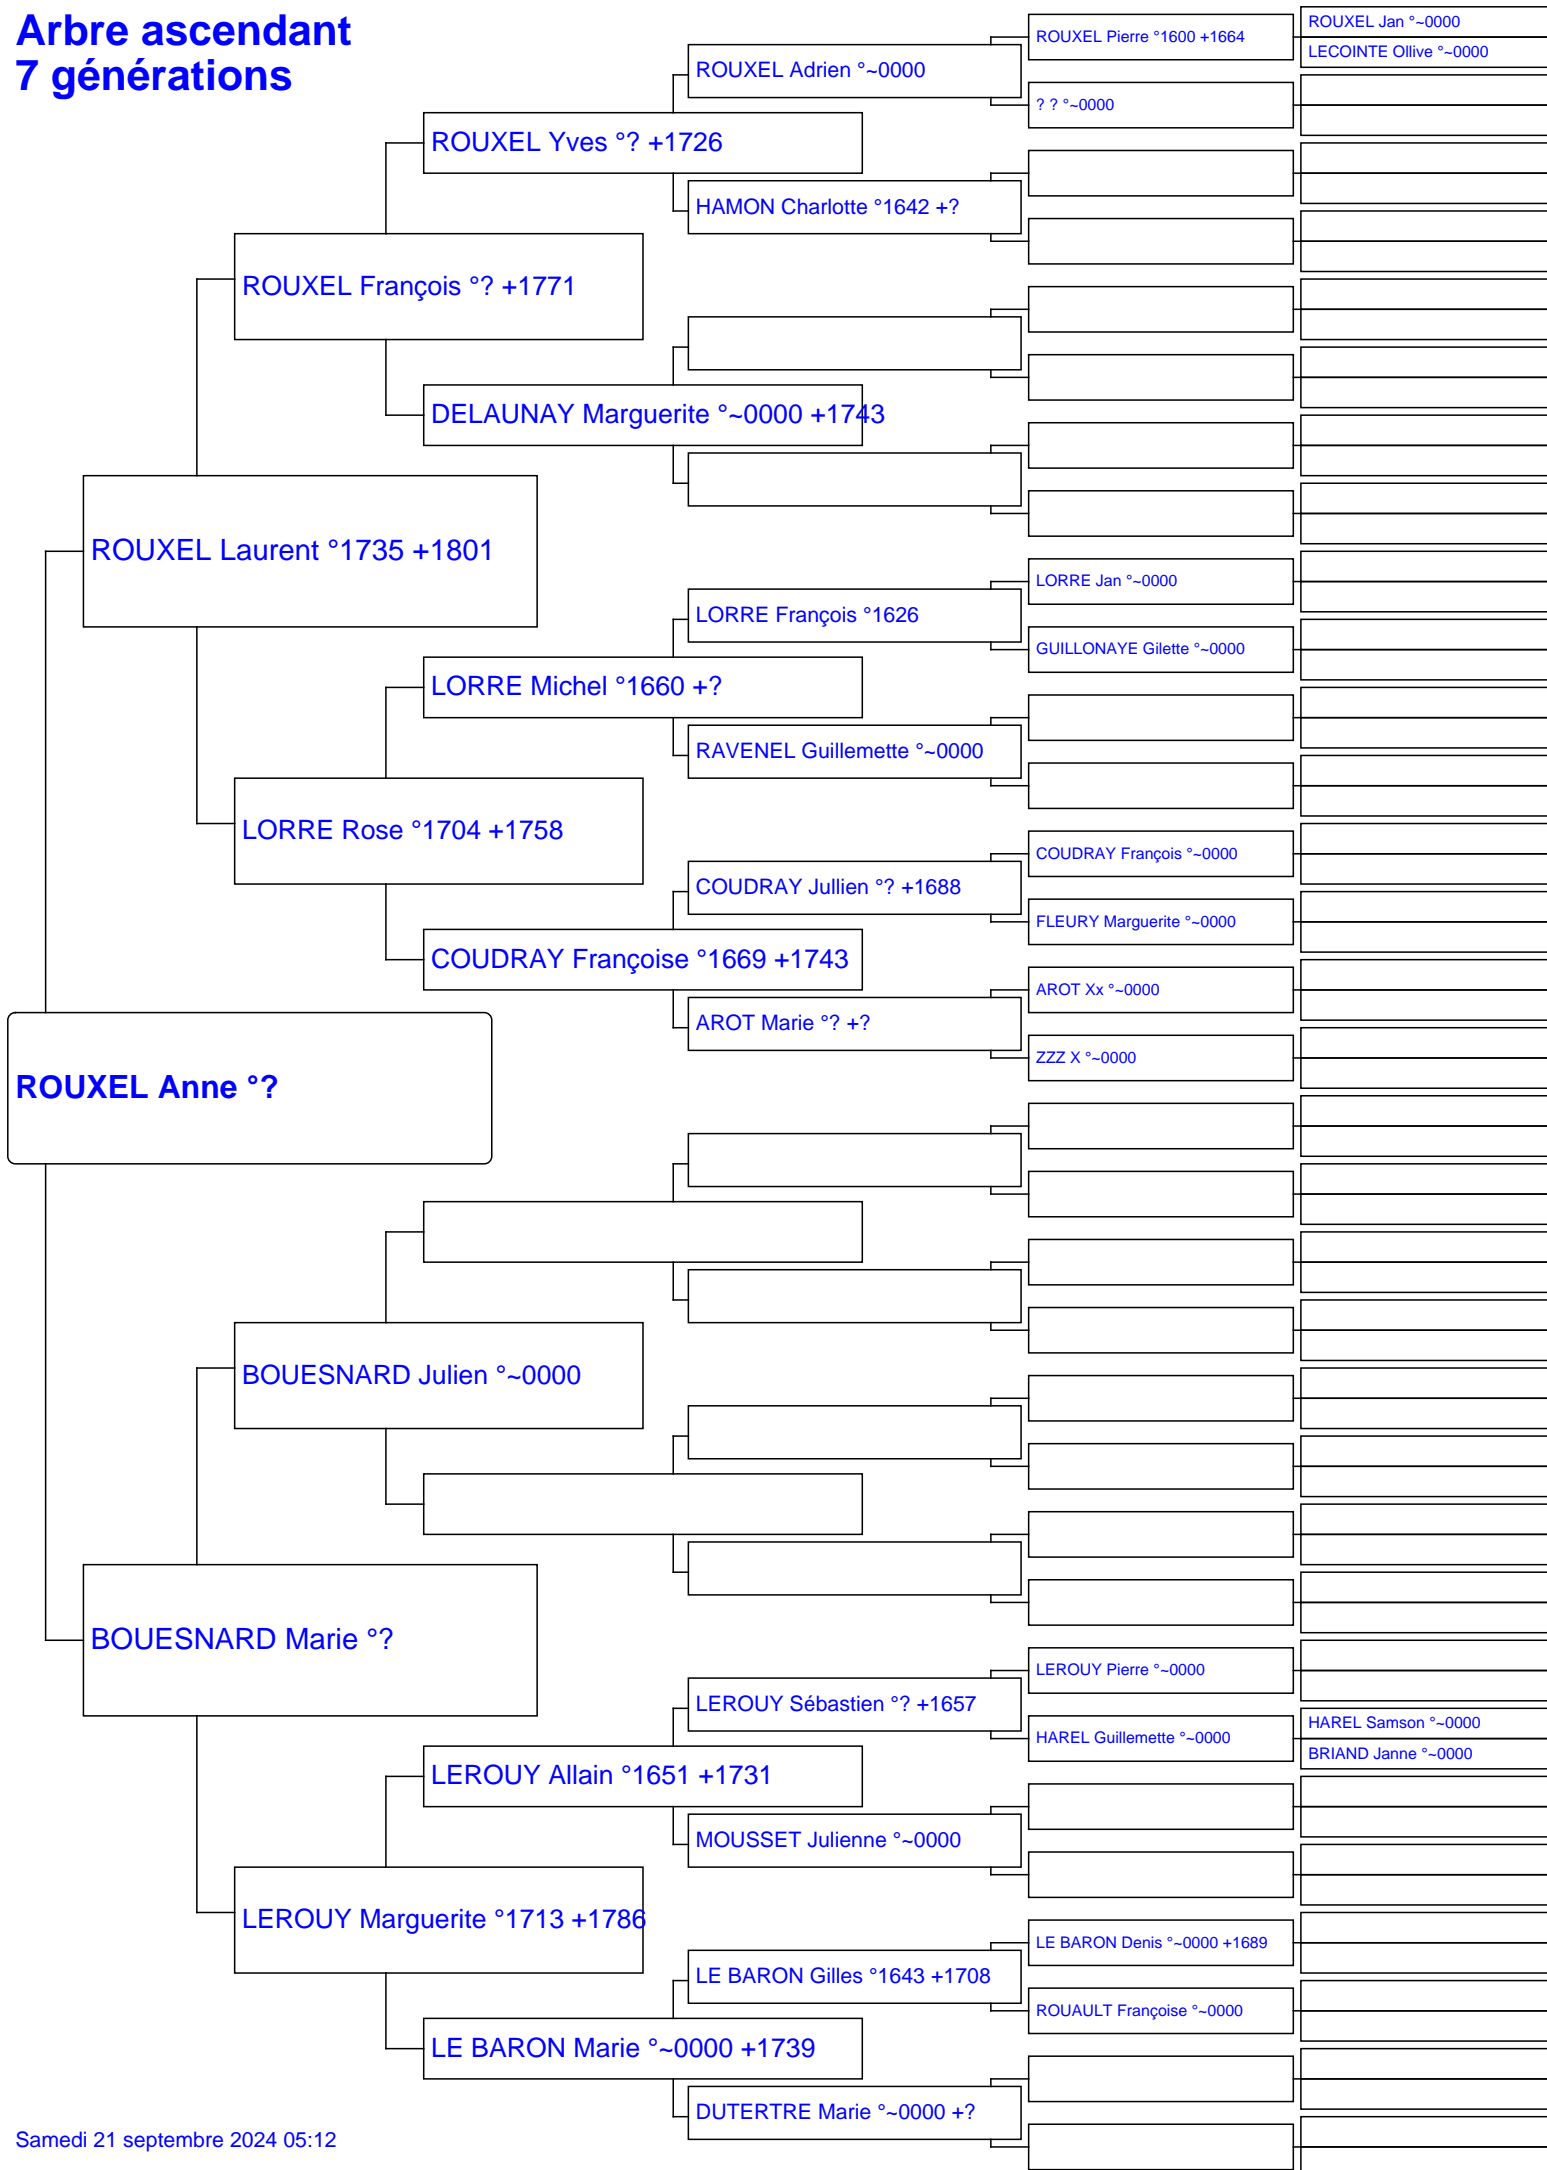 Arbre ascendant
7 générations
ROUXEL Jan °~0000
ROUXEL Pierre °1600 +1664
LECOINTE Ollive °~0000
ROUXEL Adrien °~0000
? ? °~0000
ROUXEL Yves °? +1726
HAMON Charlotte °1642 +?
ROUXEL François °? +1771
DELAUNAY Marguerite °~0000 +1743
ROUXEL Laurent °1735 +1801
LORRE Jan °~0000
LORRE François °1626
GUILLONAYE Gilette °~0000
LORRE Michel °1660 +?
RAVENEL Guillemette °~0000
LORRE Rose °1704 +1758
COUDRAY François °~0000
COUDRAY Jullien °? +1688
FLEURY Marguerite °~0000
COUDRAY Françoise °1669 +1743
AROT Xx °~0000
AROT Marie °? +?
ZZZ X °~0000
ROUXEL Anne °?
BOUESNARD Julien °~0000
BOUESNARD Marie °?
LEROUY Pierre °~0000
LEROUY Sébastien °? +1657
HAREL Samson °~0000
HAREL Guillemette °~0000
BRIAND Janne °~0000
LEROUY Allain °1651 +1731
MOUSSET Julienne °~0000
LEROUY Marguerite °1713 +1786
LE BARON Denis °~0000 +1689
LE BARON Gilles °1643 +1708
ROUAULT Françoise °~0000
LE BARON Marie °~0000 +1739
DUTERTRE Marie °~0000 +?
Samedi 21 septembre 2024 05:12